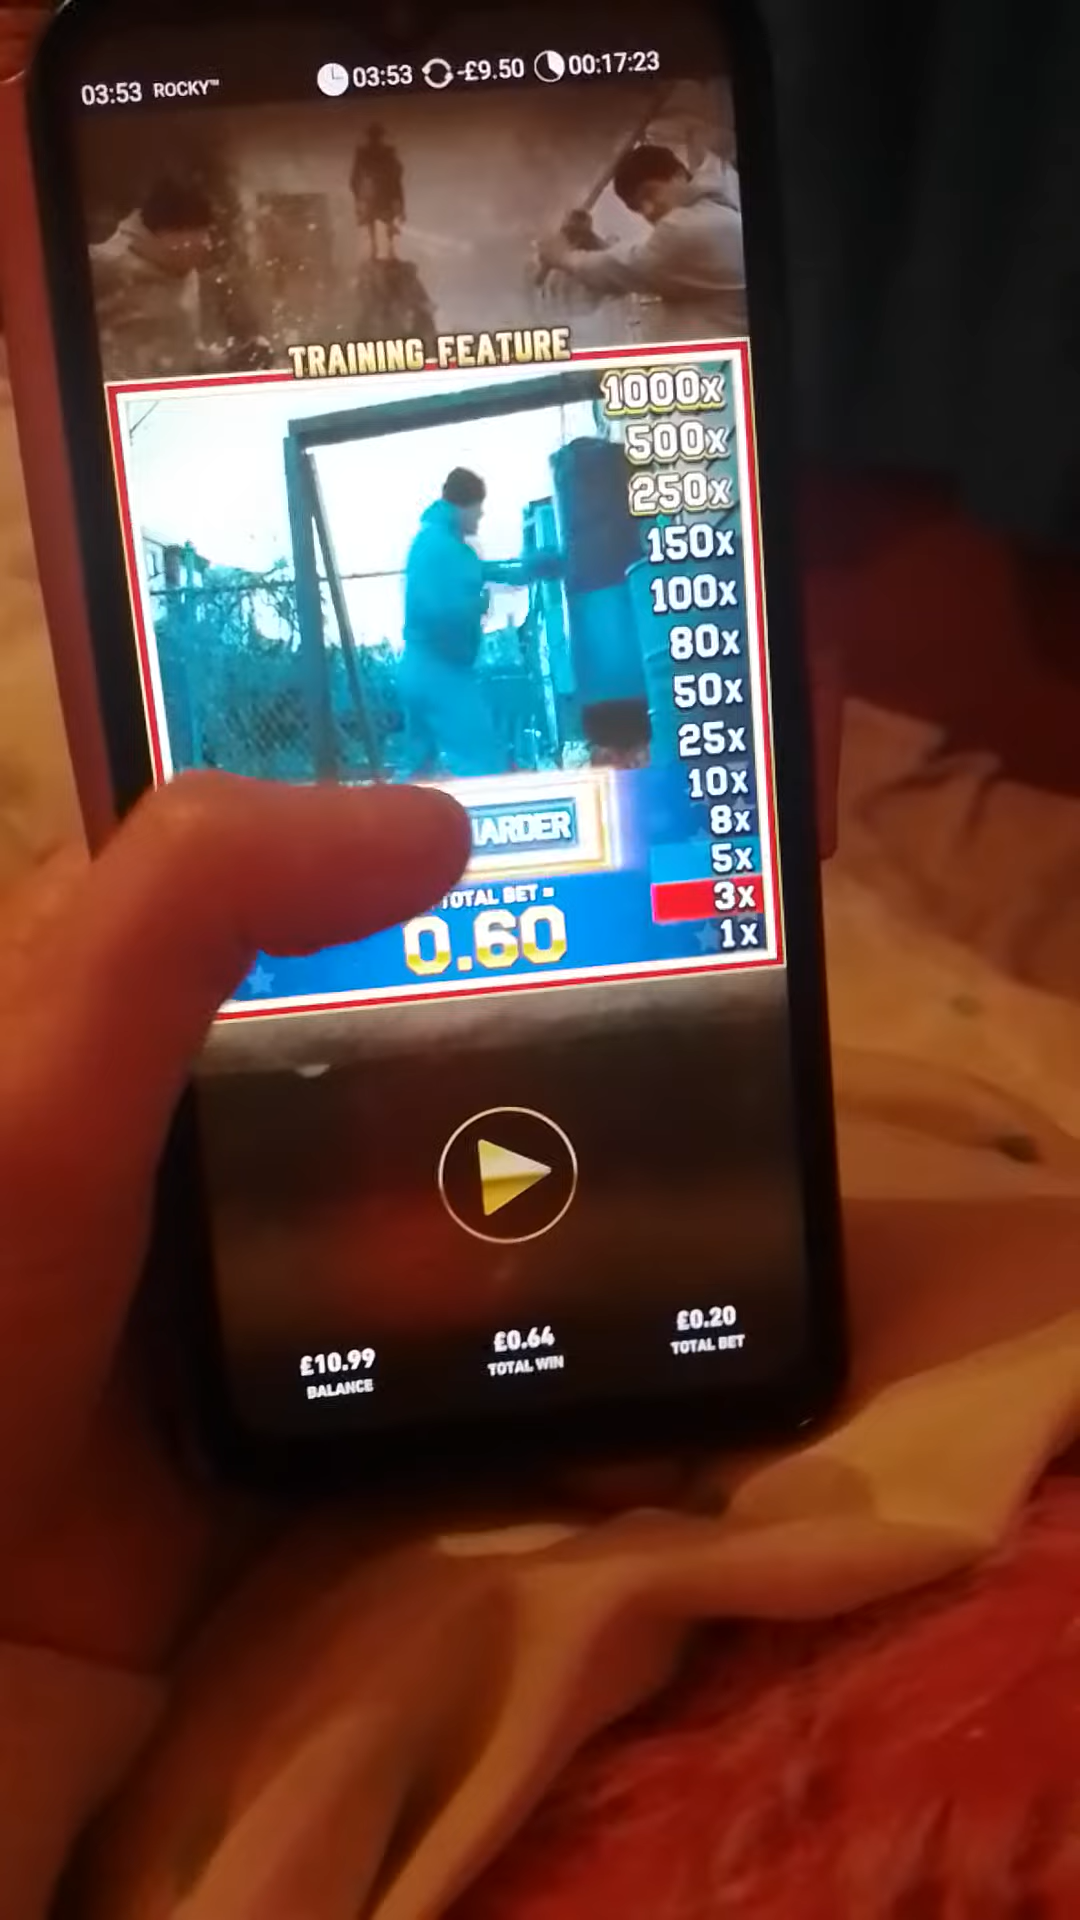 03:53 ROCKY™ 03:53 -£9.50 00:17:23
TRAINING FEATURE
1000x
500x
250x
150x
100x
80x
50x
25x
10x
8x
5x
3x
1x
HARDER
TOTAL BET =
0.60
£10.99
BALANCE
£0.64
TOTAL WIN
£0.20
TOTAL BET